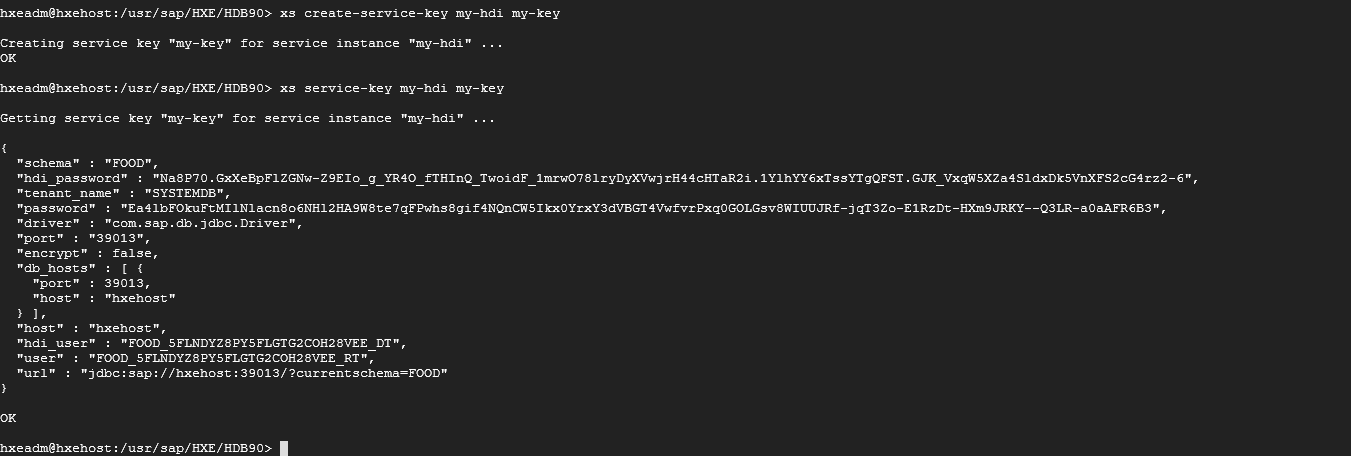 hxeadm@hxehost:/usr/sap/HXE/HDB90> xs create-service-key my-hdi my-key
Creating service key "my-key" for service instance "my-hdi" ...
OK
hxeadm@hxehost:/usr/sap/HXE/HDB90> xs service-key my-hdi my-key
Getting service key "my-key" for service instance "my-hdi" ...
{
"schema" : "FOOD",
"hdi_password" : "Na8P70.GxXeBpFlZGNw-Z9EIo_g_YR4O_fTHInQ_TwoidF_1mrwO78lryDyXVwjrH44cHTaR2i.1YlhYY6xTssYTgQFST.GJK_VxqW5XZa4SldxDk5VnXFS2cG4rz2-6",
"tenant_name" : "SYSTEMDB",
"password" : "Ea4lbFOkuFtMIlNlacn8o6NHl2HA9W8te7qFPwhs8gif4NQnCW5Ikx0YrxY3dVBGT4VwfvrPxq0GOLGsv8WIUUJRf-jqT3Zo-E1RzDt-HXm9JRKY--Q3LR-a0aAFR6B3",
"driver" : "com.sap.db.jdbc.Driver",
"port" : "39013",
"encrypt" : false,
"db_hosts" : [ {
"port" : 39013,
"host" : "hxehost"
} ],
"host" : "hxehost",
"hdi_user" : "FOOD_5FLNDYZ8PY5FLGTG2COH28VEE_DT",
"user" : "FOOD_5FLNDYZ8PY5FLGTG2COH28VEE_RT",
"url" : "jdbc:sap://hxehost:39013/?currentschema=FOOD"
}
OK
hxeadm@hxehost:/usr/sap/HXE/HDB90>